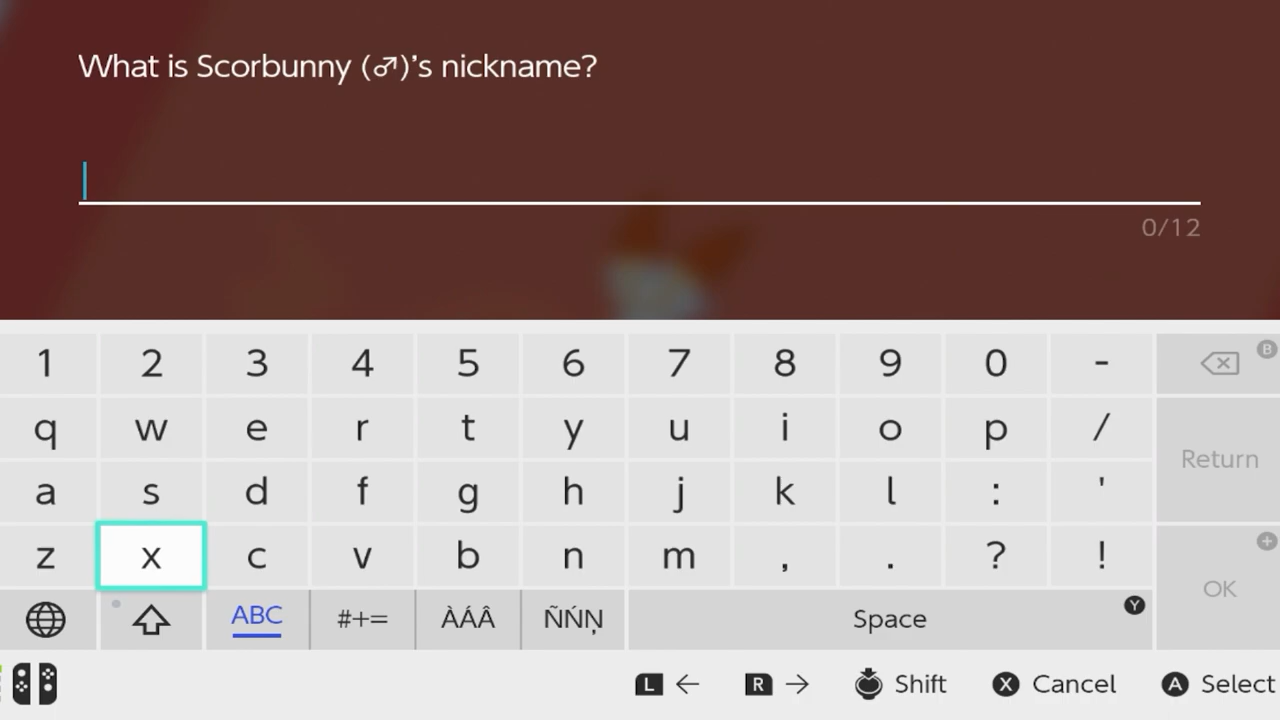 What is Scorbunny (♂)'s nickname?
0/12
1 2 3 4 5 6 7 8 9 0 - B
q w e r t y u i o p /
Return
a s d f g h j k l : '
z x c v b n m , . ? ! +
OK
ABC #+= ÀÁÂ ÑŃŅ Space Y
L ← R → Shift X Cancel A Select